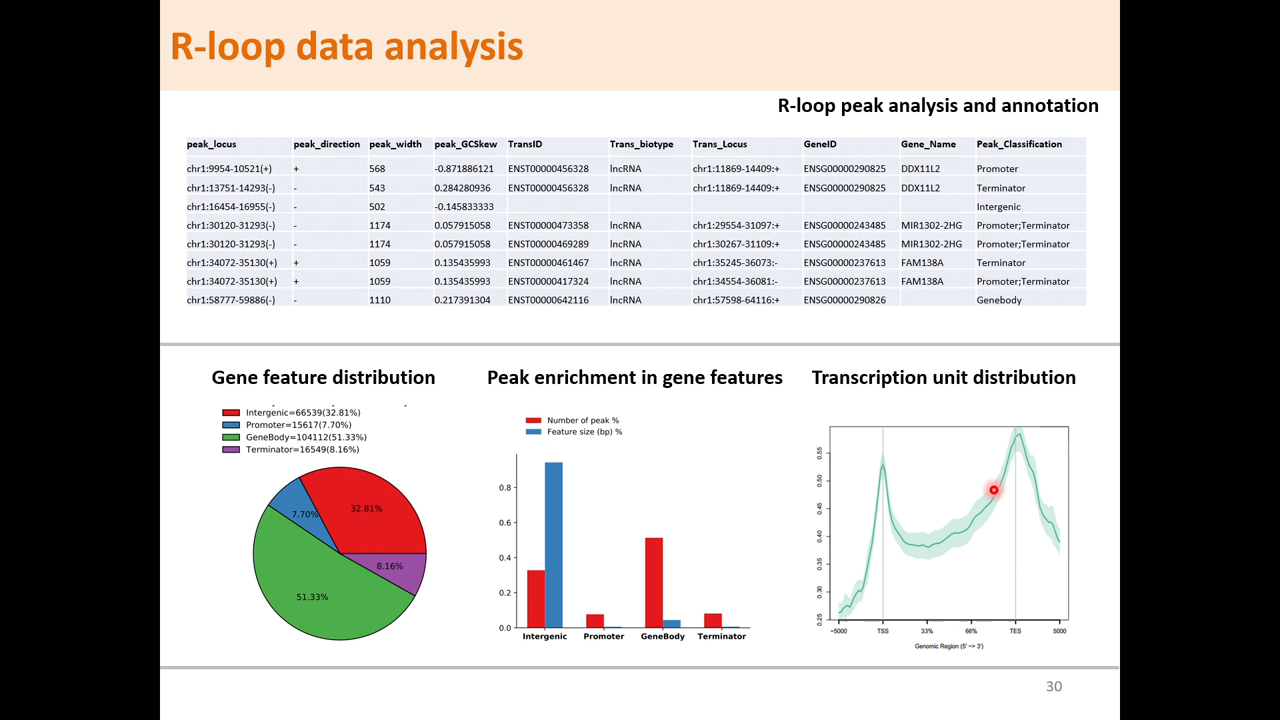 R-loop data analysis
R-loop peak analysis and annotation
peak_locus peak_direction peak_width peak_GCSkew TransID Trans_biotype Trans_Locus GeneID Gene_Name Peak_Classification
chr1:9954-10521(+) + 568 -0.871886121 ENST00000456328 lncRNA chr1:11869-14409:+ ENSG00000290825 DDX11L2 Promoter
chr1:13751-14293(-) - 543 0.284280936 ENST00000456328 lncRNA chr1:11869-14409:+ ENSG00000290825 DDX11L2 Terminator
chr1:16454-16955(-) - 502 -0.145833333 Intergenic
chr1:30120-31293(-) - 1174 0.057915058 ENST00000473358 lncRNA chr1:29554-31097:+ ENSG00000243485 MIR1302-2HG Promoter;Terminator
chr1:30120-31293(-) - 1174 0.057915058 ENST00000469289 lncRNA chr1:30267-31109:+ ENSG00000243485 MIR1302-2HG Promoter;Terminator
chr1:34072-35130(+) + 1059 0.135435993 ENST00000461467 lncRNA chr1:35245-36073:- ENSG00000237613 FAM138A Terminator
chr1:34072-35130(+) + 1059 0.135435993 ENST00000417324 lncRNA chr1:34554-36081:- ENSG00000237613 FAM138A Promoter;Terminator
chr1:58777-59886(-) - 1110 0.217391304 ENST00000642116 lncRNA chr1:57598-64116:+ ENSG00000290826 Genebody
Gene feature distribution
Intergenic=66539(32.81%)
Promoter=15617(7.70%)
GeneBody=104112(51.33%)
Terminator=16549(8.16%)
32.81%
7.70%
8.16%
51.33%
Peak enrichment in gene features
Number of peak %
Feature size (bp) %
0.8
0.6
0.4
0.2
0.0
Intergenic Promoter GeneBody Terminator
Transcription unit distribution
0.55
0.50
0.45
0.40
0.35
0.30
0.25
-5000 TSS 33% 66% TES 5000
Genomic Region (5' => 3')
30